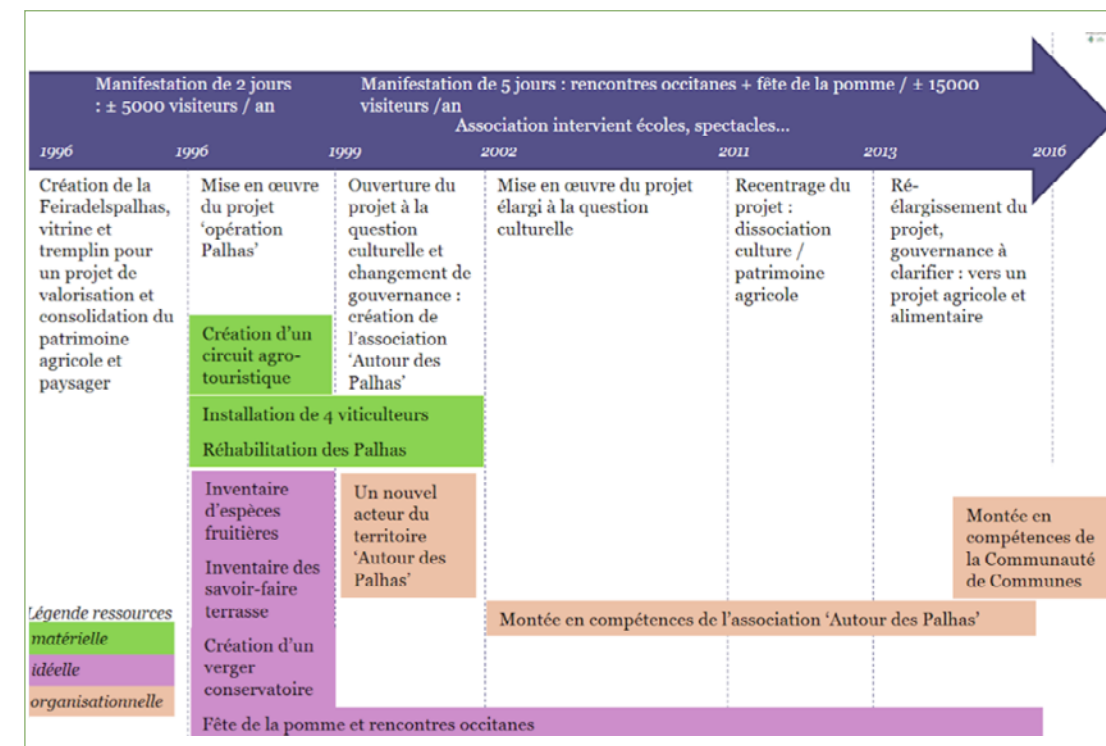 Manifestation de 2 jours
: ± 5000 visiteurs / an
Manifestation de 5 jours : rencontres occitanes + fête de la pomme / ± 15000
visiteurs /an
Association intervient écoles, spectacles...
1996
1996
1999
2002
2011
2013
2016
Création de la
Feiradelspalhas,
vitrine et
tremplin pour
un projet de
valorisation et
consolidation du
patrimoine
agricole et
paysager
Mise en œuvre
du projet
‘opération
Palhas’
Ouverture du
projet à la
question
culturelle et
changement de
gouvernance :
création de
l’association
‘Autour des
Palhas’
Mise en œuvre du projet
élargi à la question
culturelle
Recentrage du
projet :
dissociation
culture /
patrimoine
agricole
Ré-
élargissement du
projet,
gouvernance à
clarifier : vers un
projet agricole et
alimentaire
Création d’un
circuit agro-
touristique
Installation de 4 viticulteurs
Réhabilitation des Palhas
Inventaire
d’espèces
fruitières
Inventaire des
savoir-faire
terrasse
Création d’un
verger
conservatoire
Un nouvel
acteur du
territoire
‘Autour des
Palhas’
Montée en
compétences de
la Communauté
de Communes
Montée en compétences de l’association ‘Autour des Palhas’
Fête de la pomme et rencontres occitanes
Légende ressources
matérielle
idéelle
organisationnelle